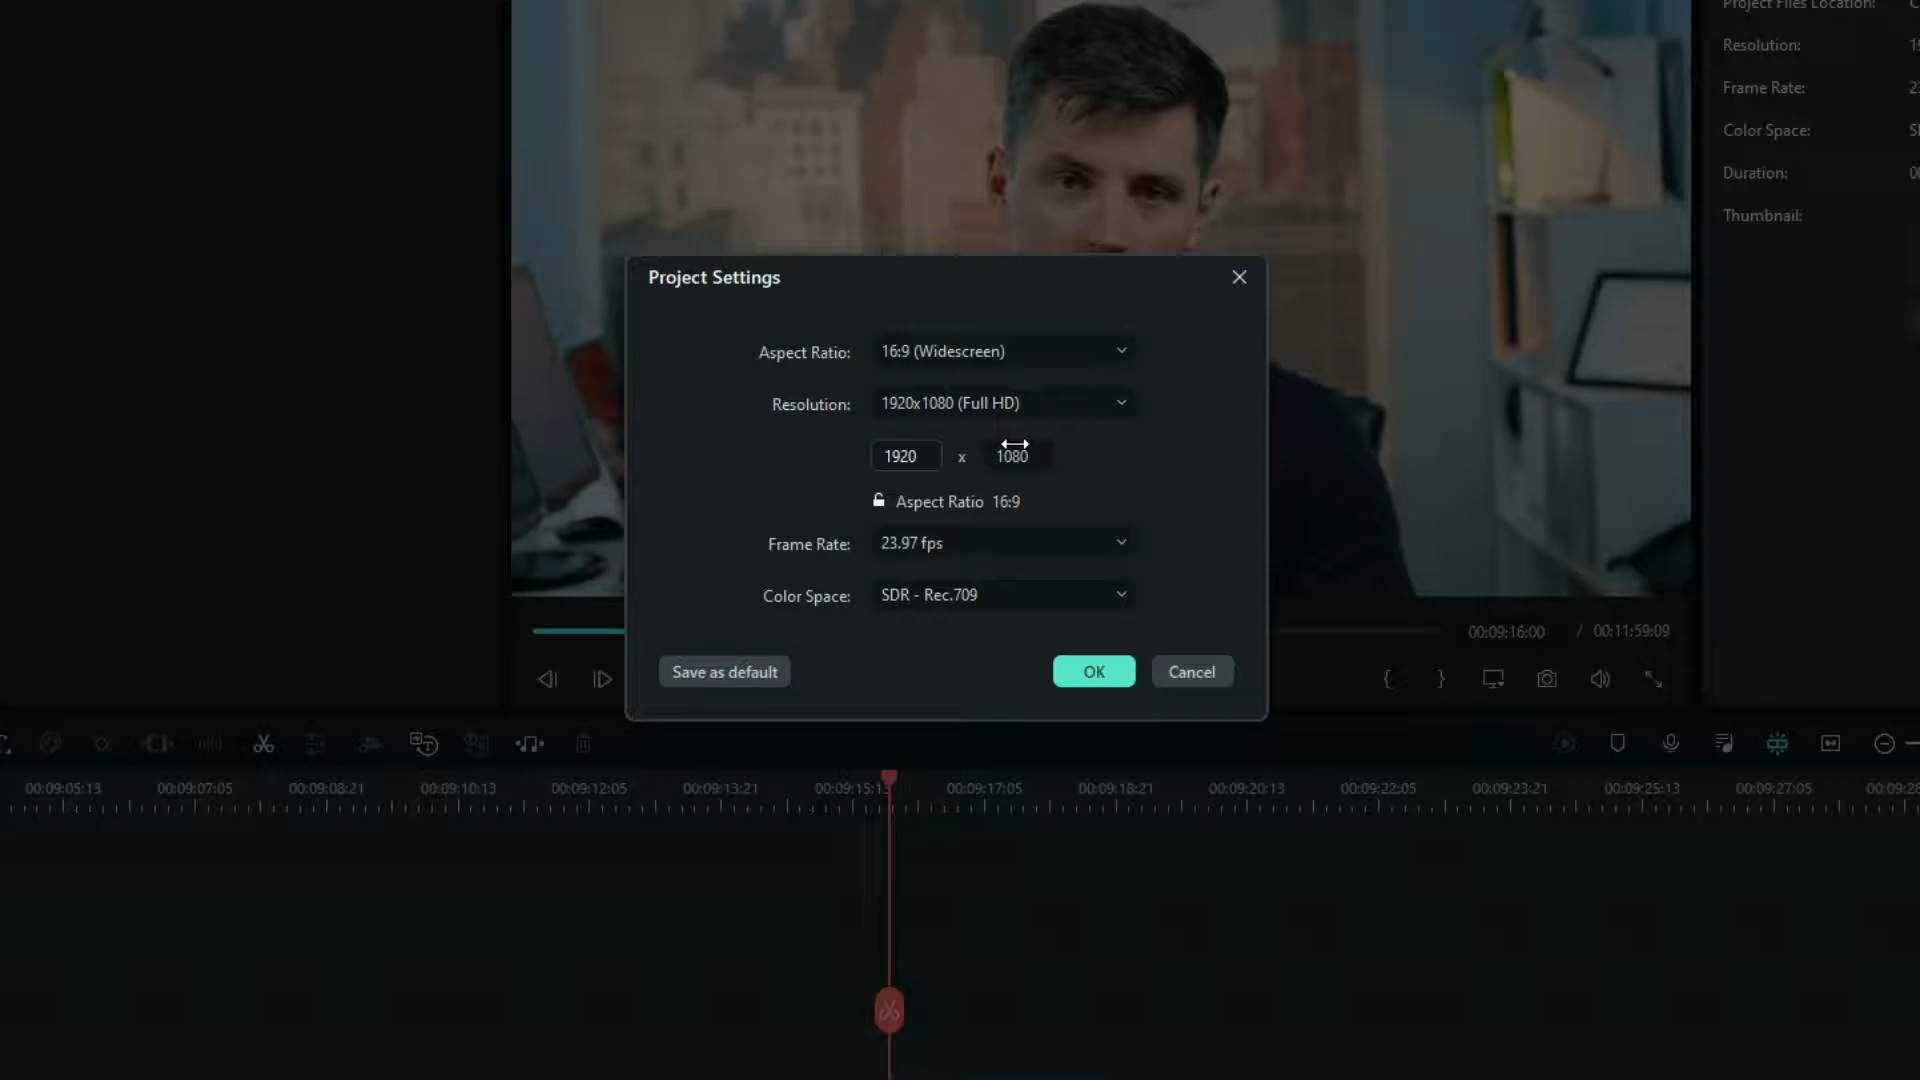 Project Files Location:
Resolution:
Frame Rate:
Color Space:
Duration:
Thumbnail:
Project Settings
Aspect Ratio: 16:9 (Widescreen)
Resolution: 1920x1080 (Full HD)
1920 x 1080
Aspect Ratio 16:9
Frame Rate: 23.97 fps
Color Space: SDR - Rec.709
Save as default OK Cancel
00:09:16:00 / 00:11:59:09
00:09:05:13 00:09:07:05 00:09:08:21 00:09:10:13 00:09:12:05 00:09:13:21 00:09:15:13 00:09:17:05 00:09:18:21 00:09:20:13 00:09:22:05 00:09:23:21 00:09:25:13 00:09:27:05